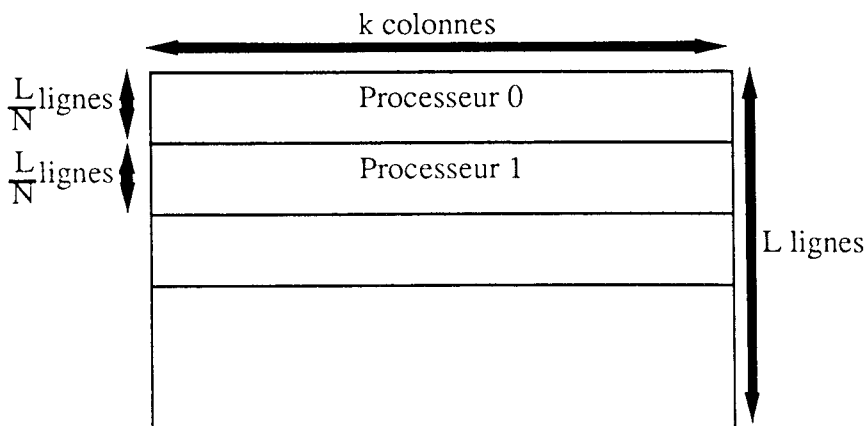 k colonnes
L/N lignes
Processeur 0
L/N lignes
Processeur 1
L lignes